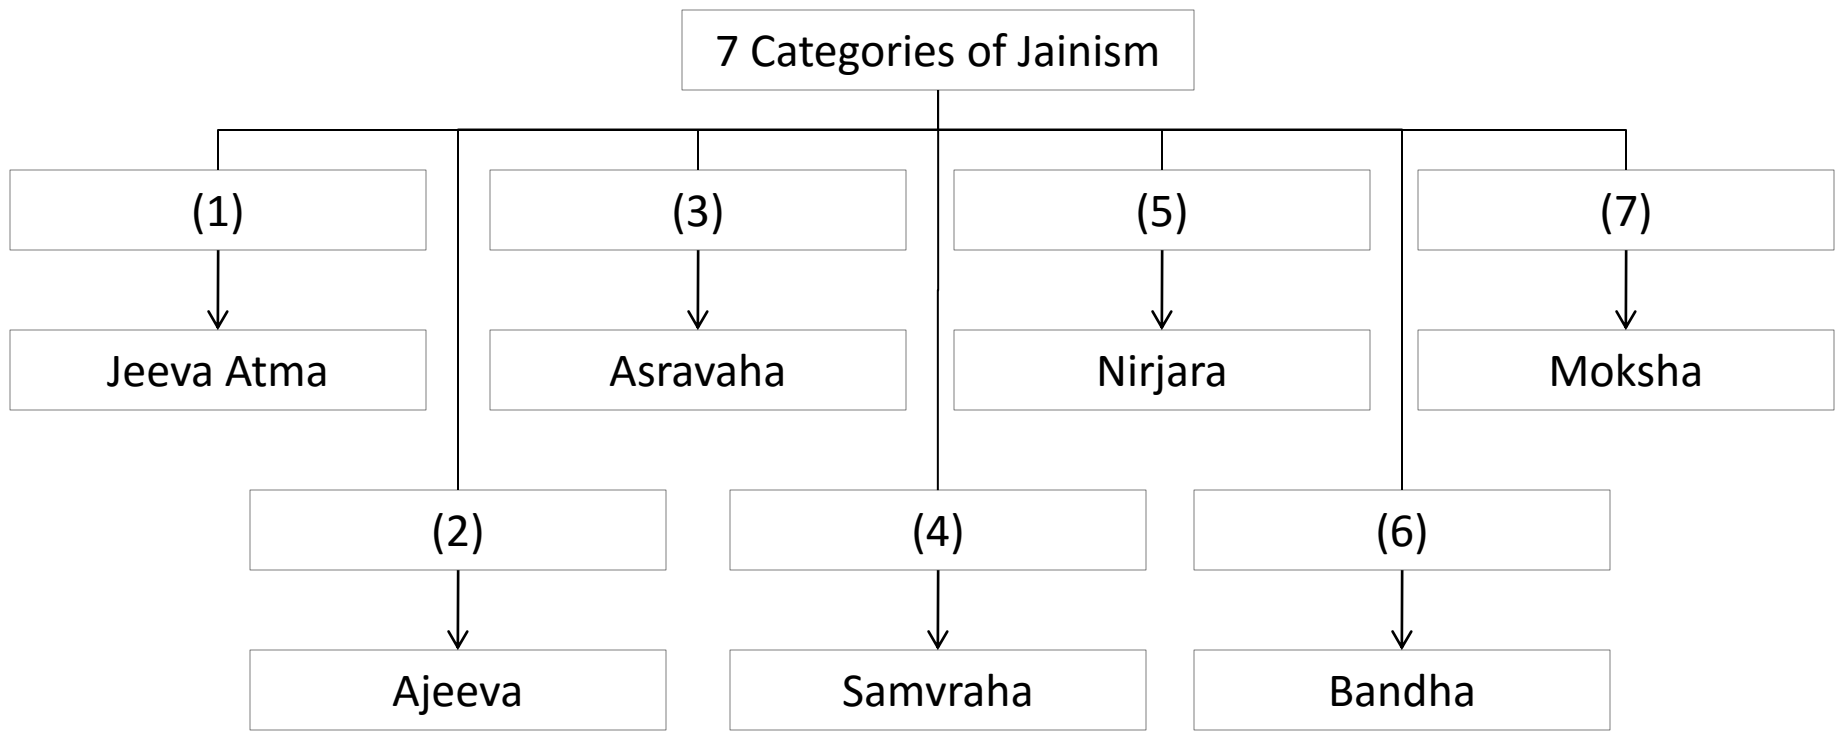 7 Categories of Jainism
(1)
(3)
(5)
(7)
Jeeva Atma
Asravaha
Nirjara
Moksha
(2)
(4)
(6)
Ajeeva
Samvraha
Bandha